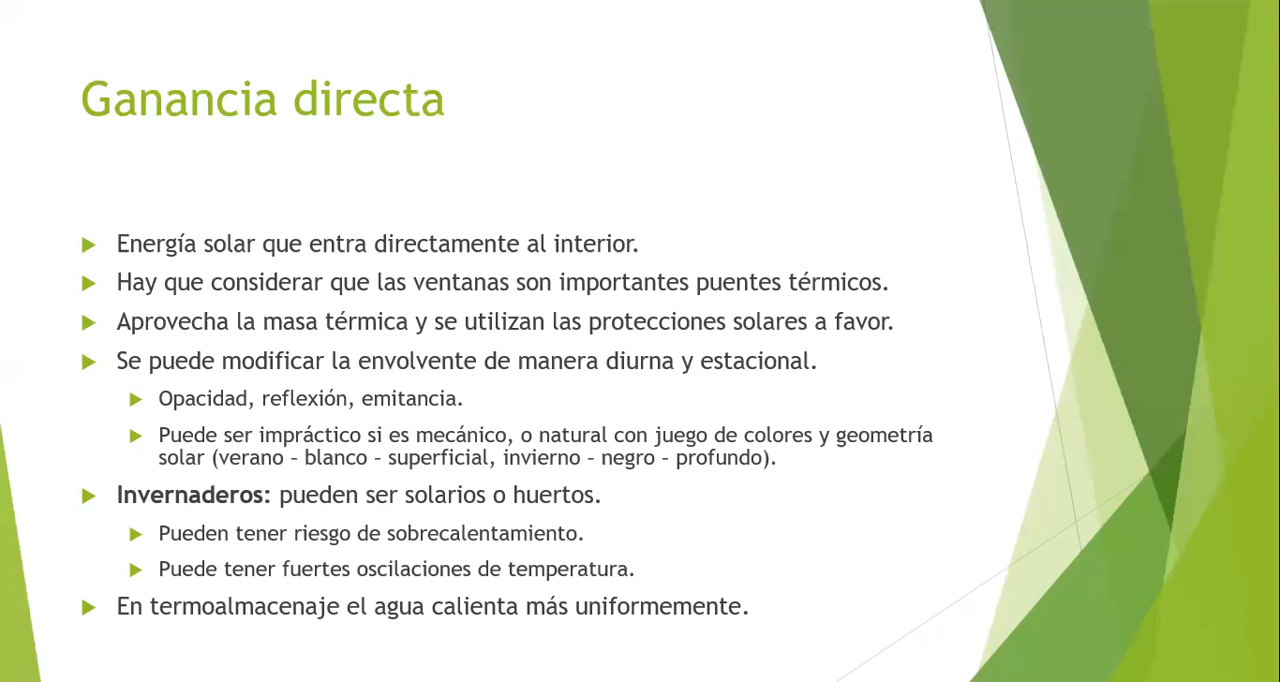 Ganancia directa
Energía solar que entra directamente al interior.
Hay que considerar que las ventanas son importantes puentes térmicos.
Aprovecha la masa térmica y se utilizan las protecciones solares a favor.
Se puede modificar la envolvente de manera diurna y estacional.
Opacidad, reflexión, emitancia.
Puede ser impráctico si es mecánico, o natural con juego de colores y geometría
solar (verano – blanco – superficial, invierno – negro – profundo).
Invernaderos: pueden ser solarios o huertos.
Pueden tener riesgo de sobrecalentamiento.
Puede tener fuertes oscilaciones de temperatura.
En termoalmacenaje el agua calienta más uniformemente.